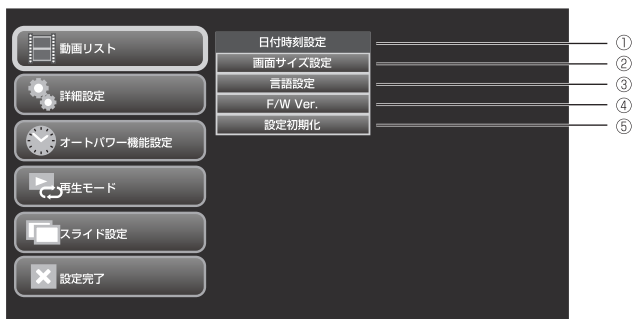 動画リスト
詳細設定
オートパワー機能設定
再生モード
スライド設定
設定完了
日付時刻設定 ①
画面サイズ設定 ②
言語設定 ③
F/W Ver. ④
設定初期化 ⑤